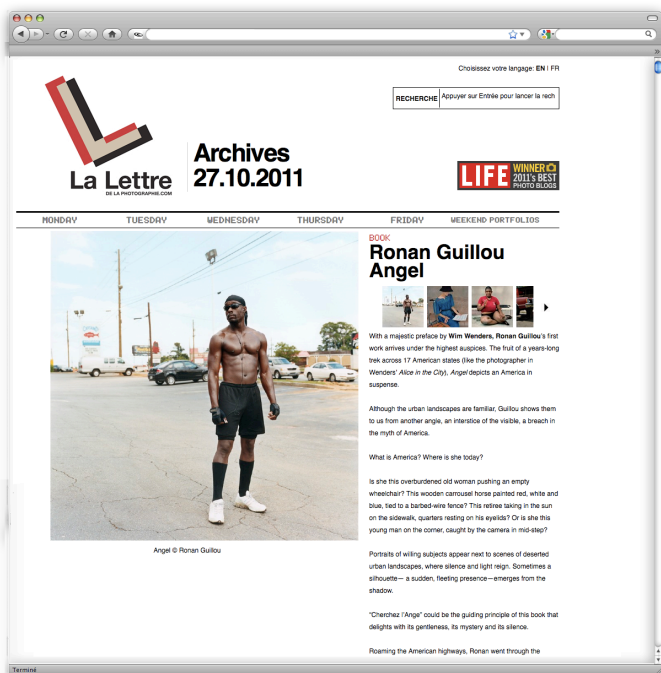 Choisissez votre langage: EN I FR
RECHERCHE
Appuyer sur Entrée pour lancer la rech
La Lettre
DE LA PHOTOGRAPHIE.COM
Archives
27.10.2011
LIFE
WINNER
2011's BEST
PHOTO BLOGS
MONDAY
TUESDAY
WEDNESDAY
THURSDAY
FRIDAY
WEEKEND PORTFOLIOS
BOOK
Ronan Guillou
Angel
With a majestic preface by Wim Wenders, Ronan Guillou's first
work arrives under the highest auspices. The fruit of a years-long
trek across 17 American states (like the photographer in
Wenders' Alice in the City), Angel depicts an America in
suspense.
Although the urban landscapes are familiar, Guillou shows them
to us from another angle, an interstice of the visible, a breach in
the myth of America.
What is America? Where is she today?
Is she this overburdened old woman pushing an empty
wheelchair? This wooden carrousel horse painted red, white and
blue, tied to a barbed-wire fence? This retiree taking in the sun
on the sidewalk, quarters resting on his eyelids? Or is she this
young man on the corner, caught by the camera in mid-step?
Portraits of willing subjects appear next to scenes of deserted
urban landscapes, where silence and light reign. Sometimes a
silhouette— a sudden, fleeting presence—emerges from the
shadow.
"Cherchez l'Ange" could be the guiding principle of this book that
delights with its gentleness, its mystery and its silence.
Roaming the American highways, Ronan went through the
Angel © Ronan Guillou
Terminé